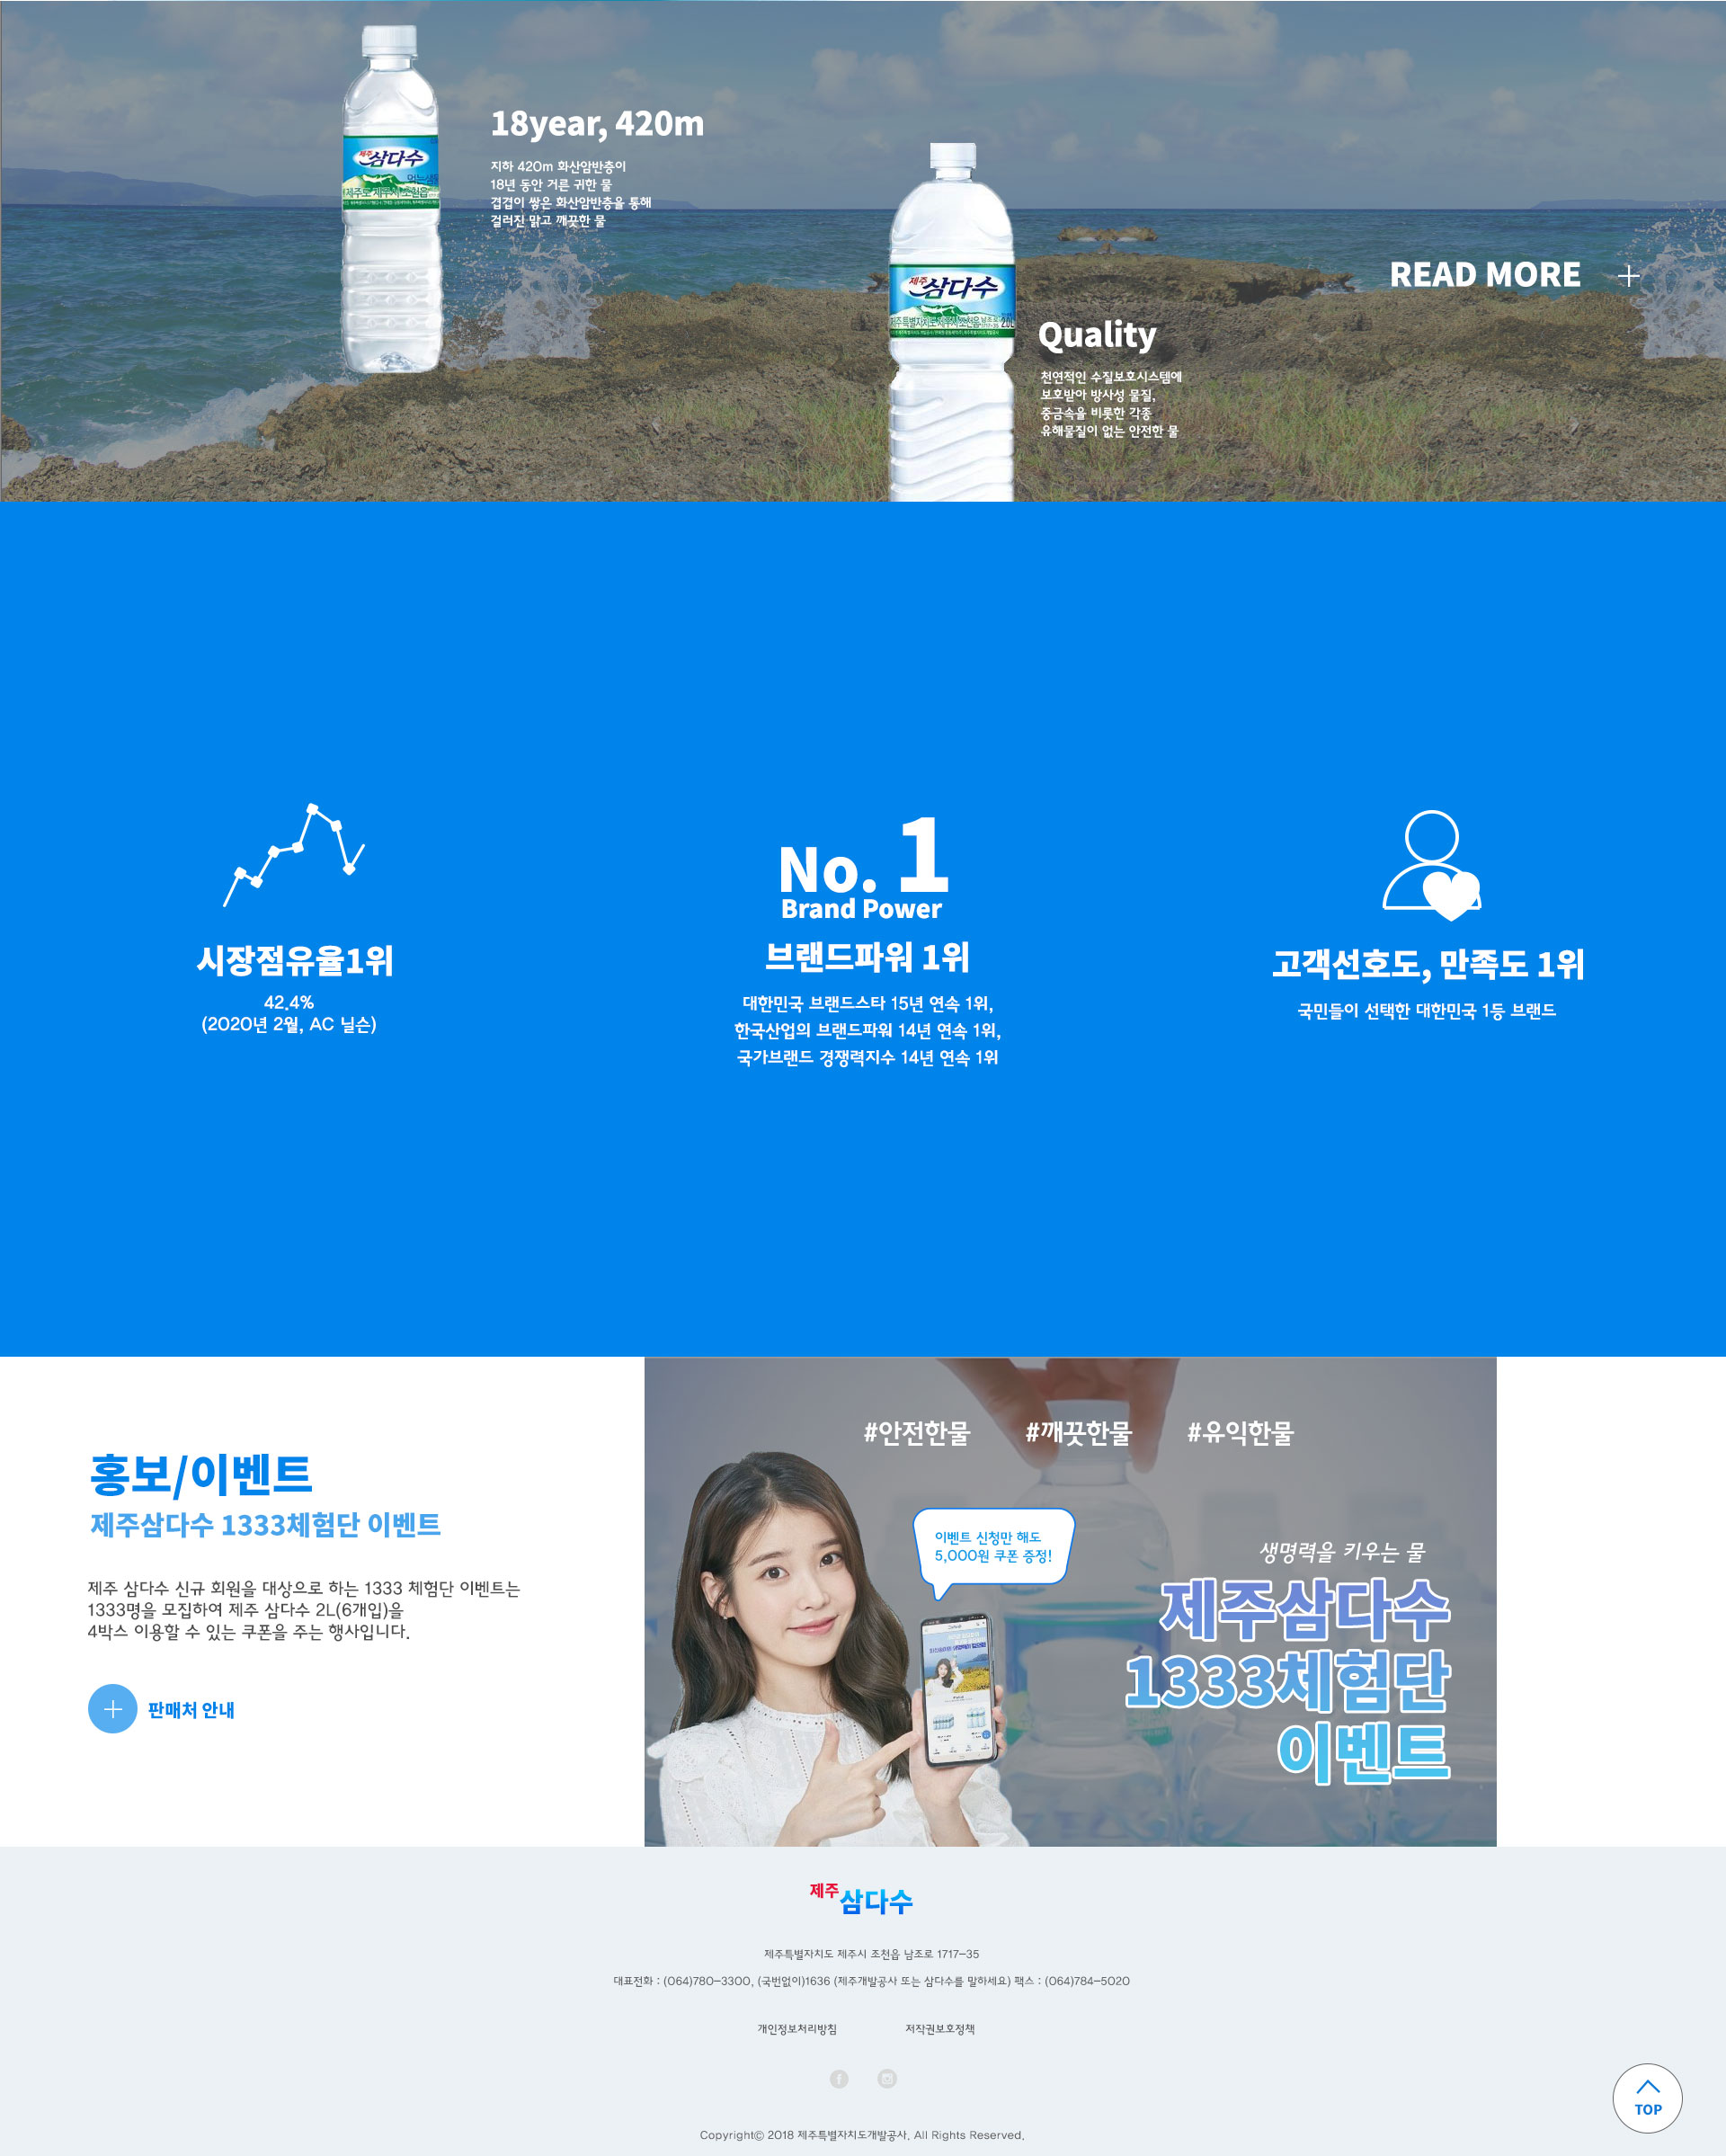 제주
삼다수
18year, 420m
지하 420m 화산암반층이
18년 동안 거른 귀한 물
겹겹이 쌓은 화산암반층을 통해
걸러진 맑고 깨끗한 물
제주
삼다수
READ MORE
Quality
천연적인 수질보호시스템에
보호받아 방사성 물질,
중금속을 비롯한 각종
유해물질이 없는 안전한 물
No. 1
Brand Power
시장점유율1위
42.4%
(2020년 2월, AC 닐슨)
브랜드파워 1위
대한민국 브랜드스타 15년 연속 1위,
한국산업의 브랜드파워 14년 연속 1위,
국가브랜드 경쟁력지수 14년 연속 1위
고객선호도, 만족도 1위
국민들이 선택한 대한민국 1등 브랜드
홍보/이벤트
제주삼다수 1333체험단 이벤트
제주 삼다수 신규 회원을 대상으로 하는 1333 체험단 이벤트는
1333명을 모집하여 제주 삼다수 2L(6개입)을
4박스 이용할 수 있는 쿠폰을 주는 행사입니다.
판매처 안내
#안전한물 #깨끗한물 #유익한물
이벤트 신청만 해도
5,000원 쿠폰 증정!
생명력을 키우는 물
제주삼다수
1333체험단
이벤트
제주
삼다수
제주특별자치도 제주시 조천읍 남조로 1717-35
대표전화 : (064)780-3300, (국번없이)1636 (제주개발공사 또는 삼다수를 말하세요) 팩스 : (064)784-5020
개인정보처리방침 저작권보호정책
TOP
Copyright© 2018 제주특별자치도개발공사. All Rights Reserved.